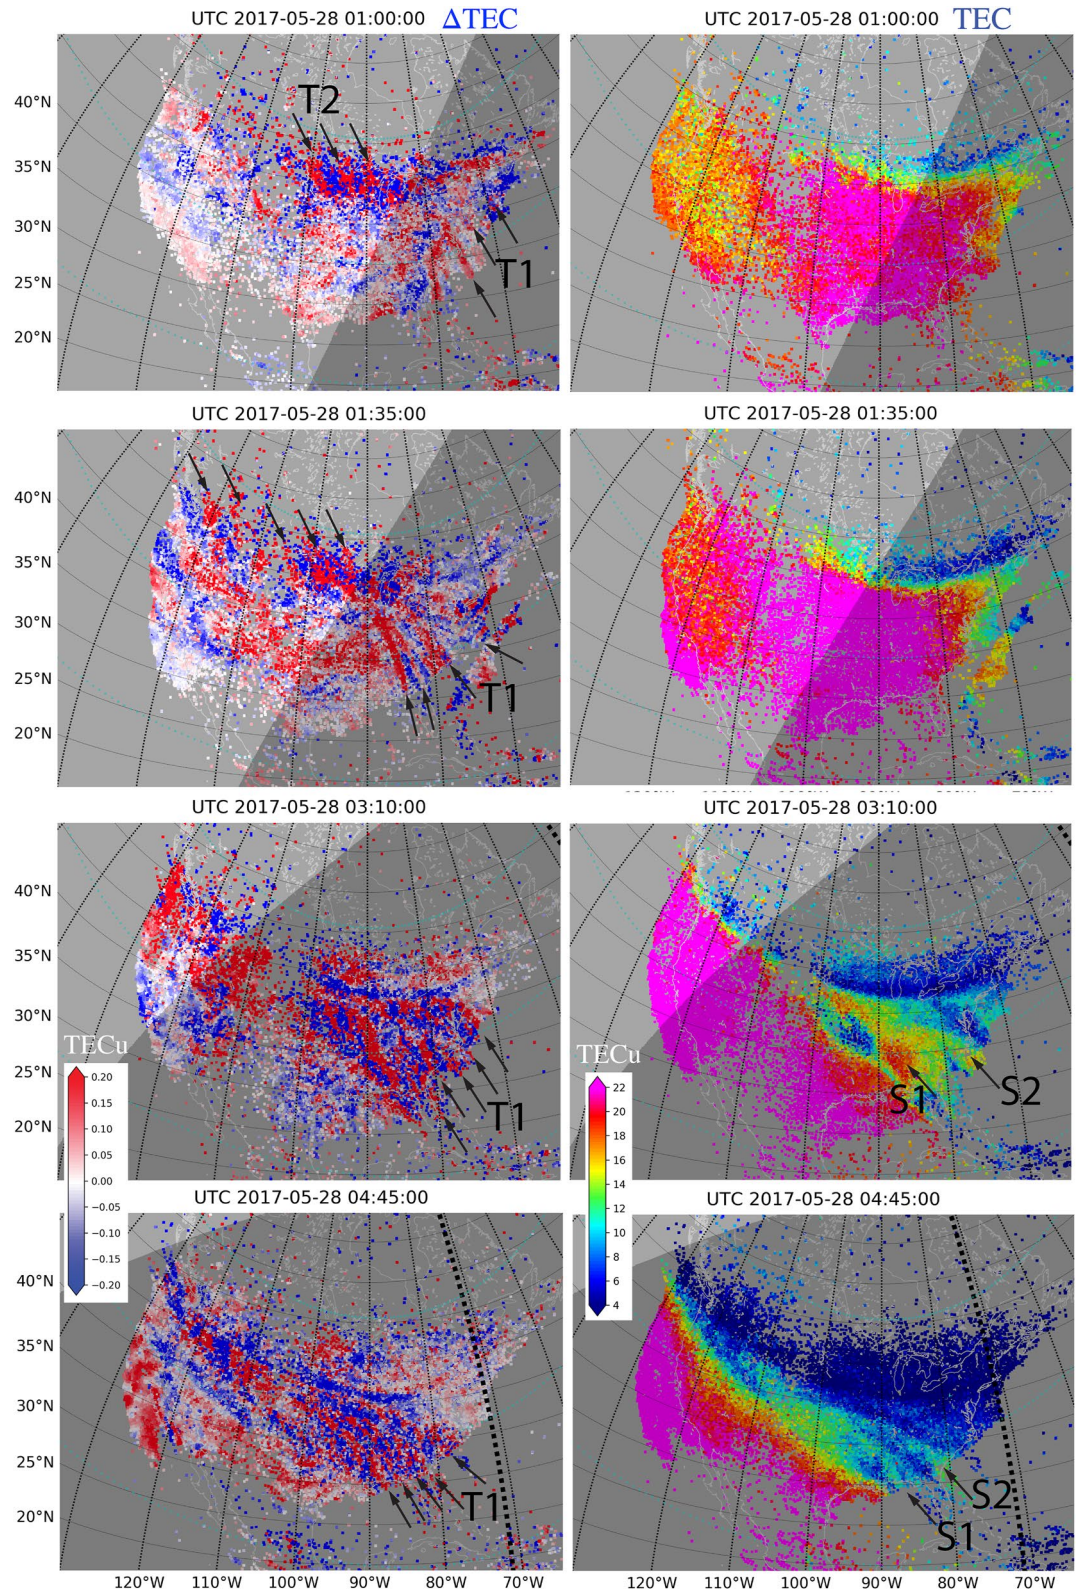 UTC 2017-05-28 01:00:00 ΔTEC
UTC 2017-05-28 01:00:00 TEC
40°N
35°N
30°N
25°N
20°N
T2
T1
UTC 2017-05-28 01:35:00
UTC 2017-05-28 01:35:00
40°N
35°N
30°N
25°N
20°N
T1
UTC 2017-05-28 03:10:00
UTC 2017-05-28 03:10:00
40°N
35°N
30°N
25°N
20°N
T1
S1
S2
TECu
0.20
0.15
0.10
0.05
0.00
−0.05
−0.10
−0.15
−0.20
TECu
22
20
18
16
14
12
10
8
6
4
UTC 2017-05-28 04:45:00
UTC 2017-05-28 04:45:00
40°N
35°N
30°N
25°N
20°N
T1
S2
S1
120°W 110°W 100°W 90°W 80°W 70°W
120°W 110°W 100°W 90°W 80°W 70°W